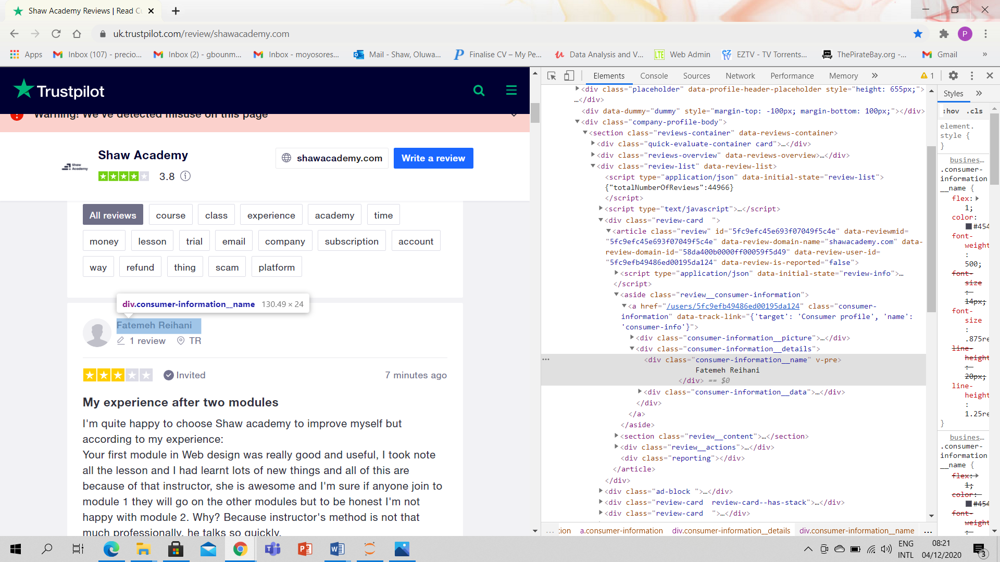 Shaw Academy Reviews | Read Cu
uk.trustpilot.com/review/shawacademy.com
P
Apps
Inbox (107) - precio...
Inbox (2) - gbounm...
Inbox - moyosores...
Mail - Shaw, Oluwa...
Finalise CV – My Pe...
Data Analysis and V...
Web Admin
EZTV - TV Torrents...
ThePirateBay.org -...
Gmail
»
Trustpilot
Warning! We've detected misuse on this page
Shaw Academy
Shaw Academy
3.8
shawacademy.com
Write a review
All reviews course class experience academy time
money lesson trial email company subscription account
way refund thing scam platform
div.consumer-information__name 130.49 × 24
Fatemeh Reihani
1 review TR
Invited 7 minutes ago
My experience after two modules
I'm quite happy to choose Shaw academy to improve myself but
according to my experience:
Your first module in Web design was really good and useful, I took note
all the lesson and I had learnt lots of new things and all of this are
because of that instructor, she is awesome and I'm sure if anyone join to
module 1 they will go on the other modules but to be honest I'm not
happy with module 2. Why? Because instructor's method is not that
much professionally, he talks so quickly.
Elements Console Sources Network Performance Memory » 1
<div class="placeholder" data-profile-header-placeholder style="height: 655px;">
…</div>
<div data-dummy="dummy" style="margin-top: -100px; margin-bottom: 100px;"></div>
<div class="company-profile-body">
<section class="reviews-container" data-reviews-container>
<div class="quick-evaluate-container card">…</div>
<div class="reviews-overview" data-reviews-overview>…</div>
<div class="review-list" data-review-list>
<script type="application/json" data-initial-state="review-list">
{"totalNumberOfReviews":44966}
</script>
<script type="text/javascript">…</script>
<div class="review-card  ">
<article class="review" id="5fc9efc45e693f07049f5c4e" data-reviewmid=
"5fc9efc45e693f07049f5c4e" data-review-domain-name="shawacademy.com" data-
review-domain-id="58da400b0000ff00059f5d49" data-review-user-id=
"5fc9efb49486ed00195da124" data-review-is-reported="false">
<script type="application/json" data-initial-state="review-info">…
</script>
<aside class="review__consumer-information">
<a href="/users/5fc9efb49486ed00195da124" class="consumer-
information" data-track-link="{'target': 'Consumer profile', 'name':
'consumer-info'}">
<div class="consumer-information__picture">…</div>
<div class="consumer-information__details">
<div class="consumer-information__name" v-pre>
Fatemeh Reihani
</div> == $0
<div class="consumer-information__data">…</div>
</div>
</a>
</aside>
<section class="review__content">…</section>
<div class="review__actions">…</div>
<div class="reporting"></div>
</article>
</div>
<div class="ad-block ">…</div>
<div class="review-card  review-card--has-stack">…</div>
<div class="review-card  ">…</div>
... tion a.consumer-information div.consumer-information__details div.consumer-information__name ...
Styles »
:hov .cls
element.
style {
}
busines…
.consumer-
information
__name {
flex:
1;
color:
#454
font-
weight
:
500;
font-
size
:
14px;
font-
size
:
.875re
line-
height
:
20px;
line-
height
:
1.25re
}
busines…
.consumer-
information
__name {
flex:
1;
color:
#454
font-
weight
:
ENG
INTL
08:21
04/12/2020
3